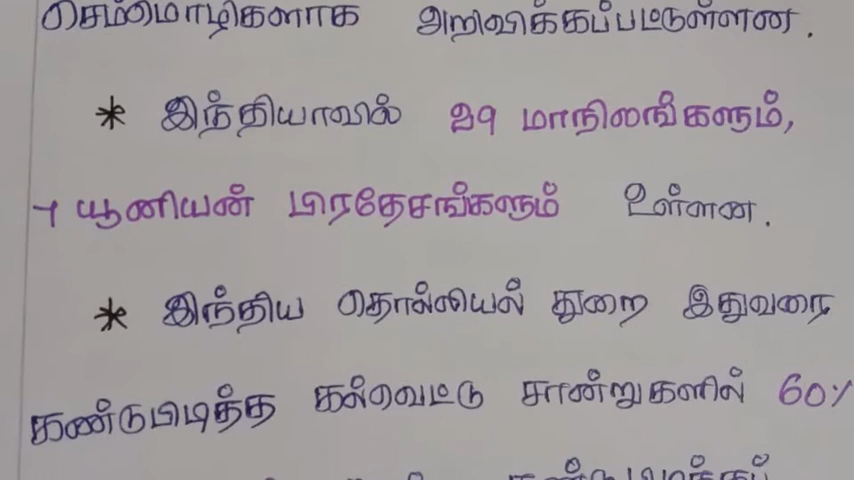 செம்மொழிகளாக அறிவிக்கப்பட்டுள்ளன.
* இந்தியாவில் 29 மாநிலங்களும்,
7 யூனியன் பிரதேசங்களும் உள்ளன.
* இந்திய தொல்லியல் துறை இதுவரை
கண்டுபிடித்த கல்வெட்டு சான்றுகளில் 60%